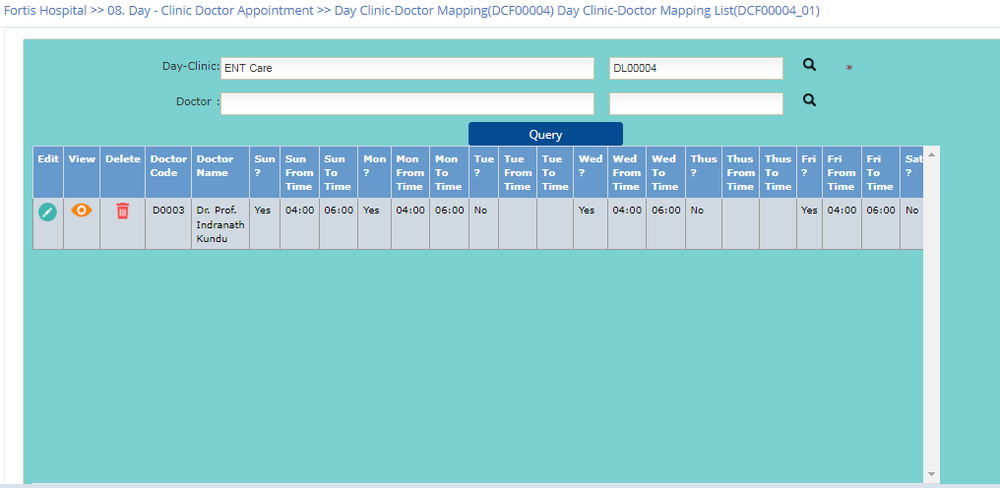 Fortis Hospital >> 08. Day - Clinic Doctor Appointment >> Day Clinic-Doctor Mapping(DCF00004) Day Clinic-Doctor Mapping List(DCF00004_01)
Day-Clinic: ENT Care DL00004 *
Doctor :
Query
Edit View Delete Doctor Code Doctor Name Sun ? Sun From Time Sun To Time Mon ? Mon From Time Mon To Time Tue ? Tue From Time Tue To Time Wed ? Wed From Time Wed To Time Thus ? Thus From Time Thus To Time Fri ? Fri From Time Fri To Time Sat ?
D0003 Dr. Prof. Indranath Kundu Yes 04:00 06:00 Yes 04:00 06:00 No Yes 04:00 06:00 No Yes 04:00 06:00 No